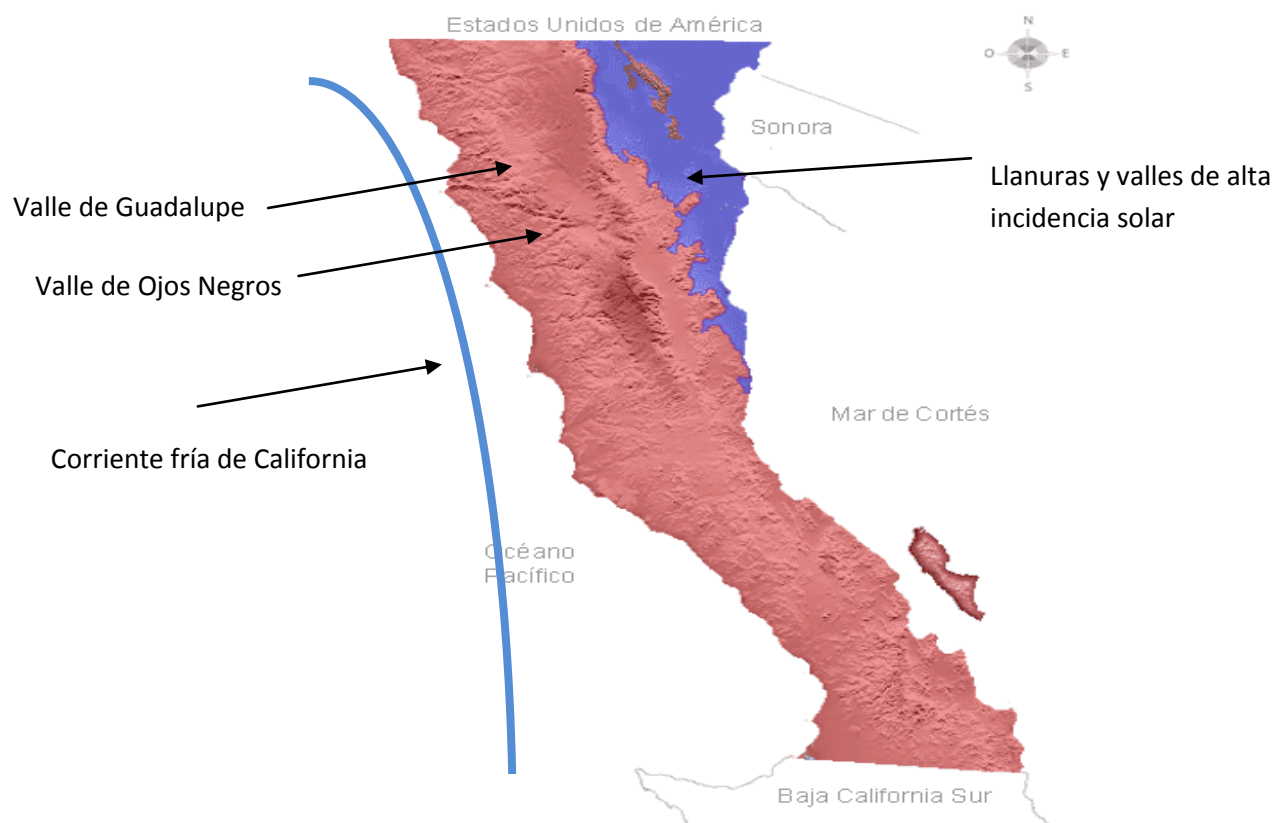 Estados Unidos de América
N
O
E
S
Sonora
Llanuras y valles de alta
incidencia solar
Valle de Guadalupe
Valle de Ojos Negros
Mar de Cortés
Corriente fría de California
Océano
Pacífico
Baja California Sur